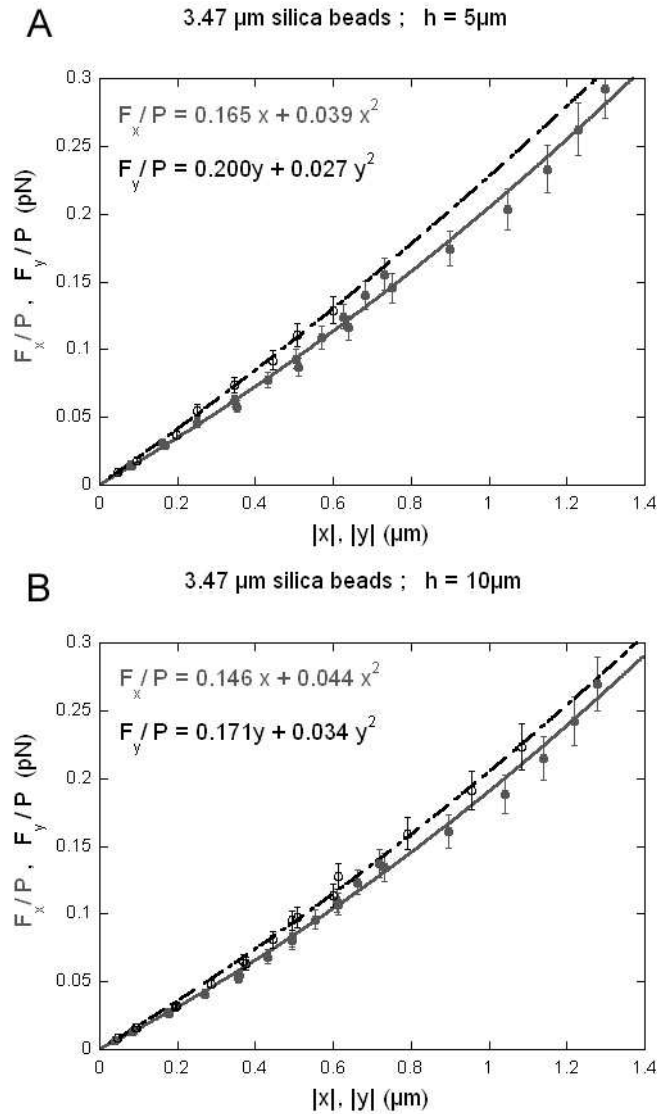 A
3.47 µm silica beads ; h = 5µm
F_x/P = 0.165 x + 0.039 x²
F_y/P = 0.200y + 0.027 y²
F_x/P , F_y/P (pN)
0.3
0.25
0.2
0.15
0.1
0.05
0
0 0.2 0.4 0.6 0.8 1 1.2 1.4
|x| , |y| (µm)
B
3.47 µm silica beads ; h = 10µm
F_x/P = 0.146 x + 0.044 x²
F_y/P = 0.171y + 0.034 y²
F_x/P , F_y/P (pN)
0.3
0.25
0.2
0.15
0.1
0.05
0
0 0.2 0.4 0.6 0.8 1 1.2 1.4
|x| , |y| (µm)